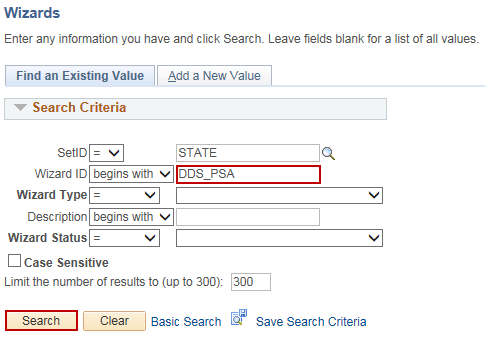 Wizards
Enter any information you have and click Search. Leave fields blank for a list of all values.
Find an Existing Value Add a New Value
Search Criteria
SetID = STATE
Wizard ID begins with DDS_PSA
Wizard Type =
Description begins with
Wizard Status =
Case Sensitive
Limit the number of results to (up to 300): 300
Search Clear Basic Search Save Search Criteria